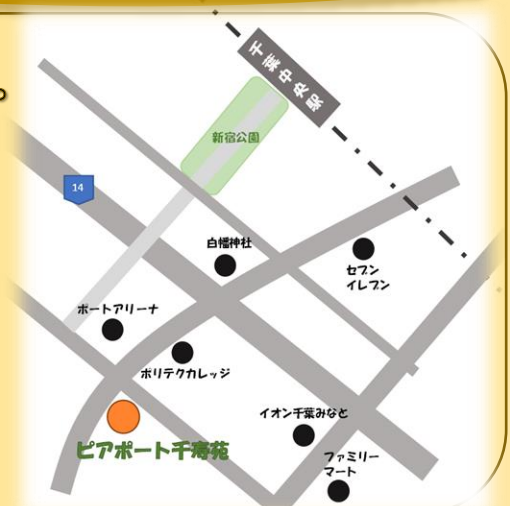 千葉中央駅
新宿公園
14
白幡神社
セブン
イレブン
ポートアリーナ
ポリテクカレッジ
イオン千葉みなと
ファミリー
マート
ピアポート千寿苑